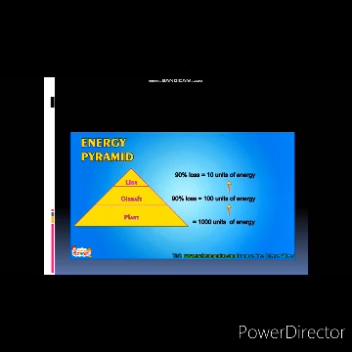 ENERGY
PYRAMID
Lion
90% loss = 10 units of energy
Giraffe
90% loss = 100 units of energy
Plant
= 1000 units of energy
PowerDirector